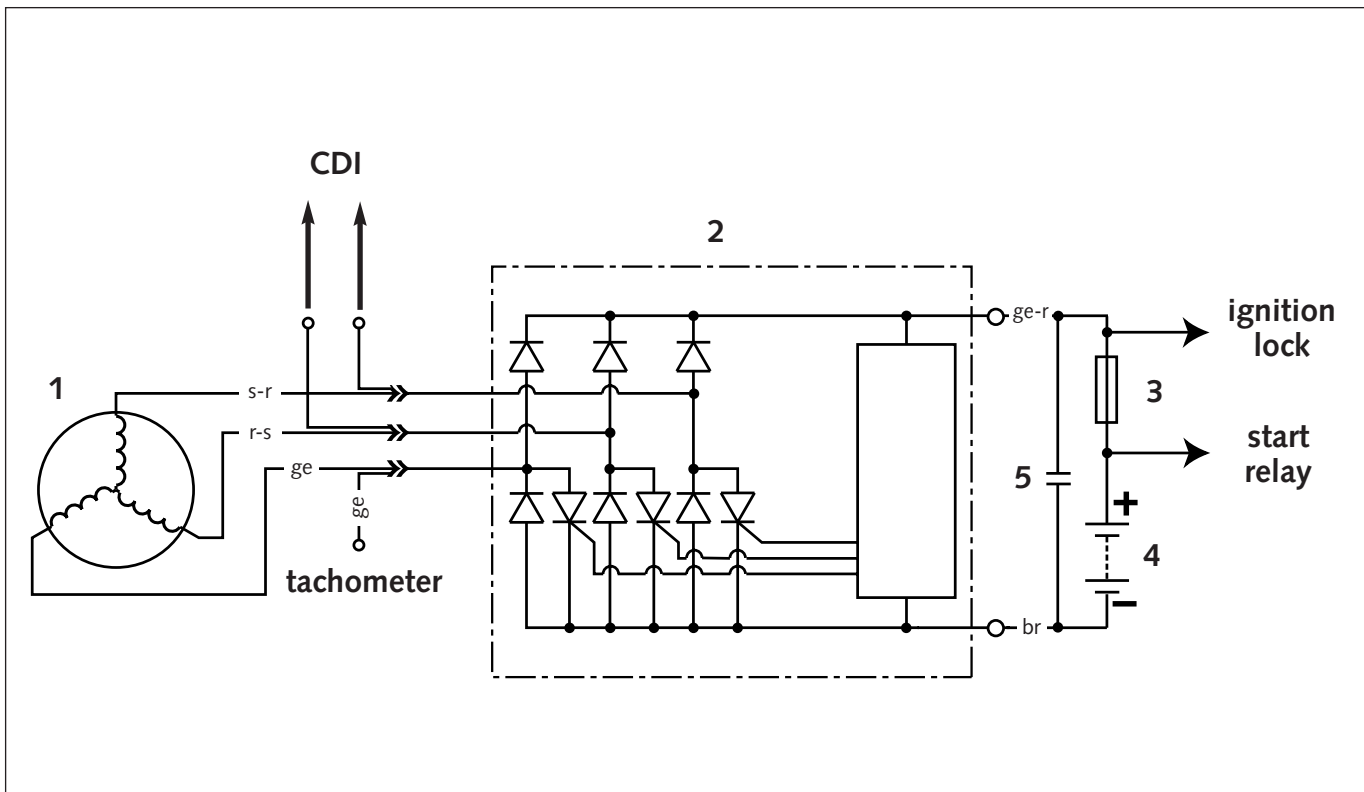 CDI
2
ge-r
ignition
lock
1
s-r
3
r-s
start
relay
ge
5
+
ge
4
tachometer
–
br